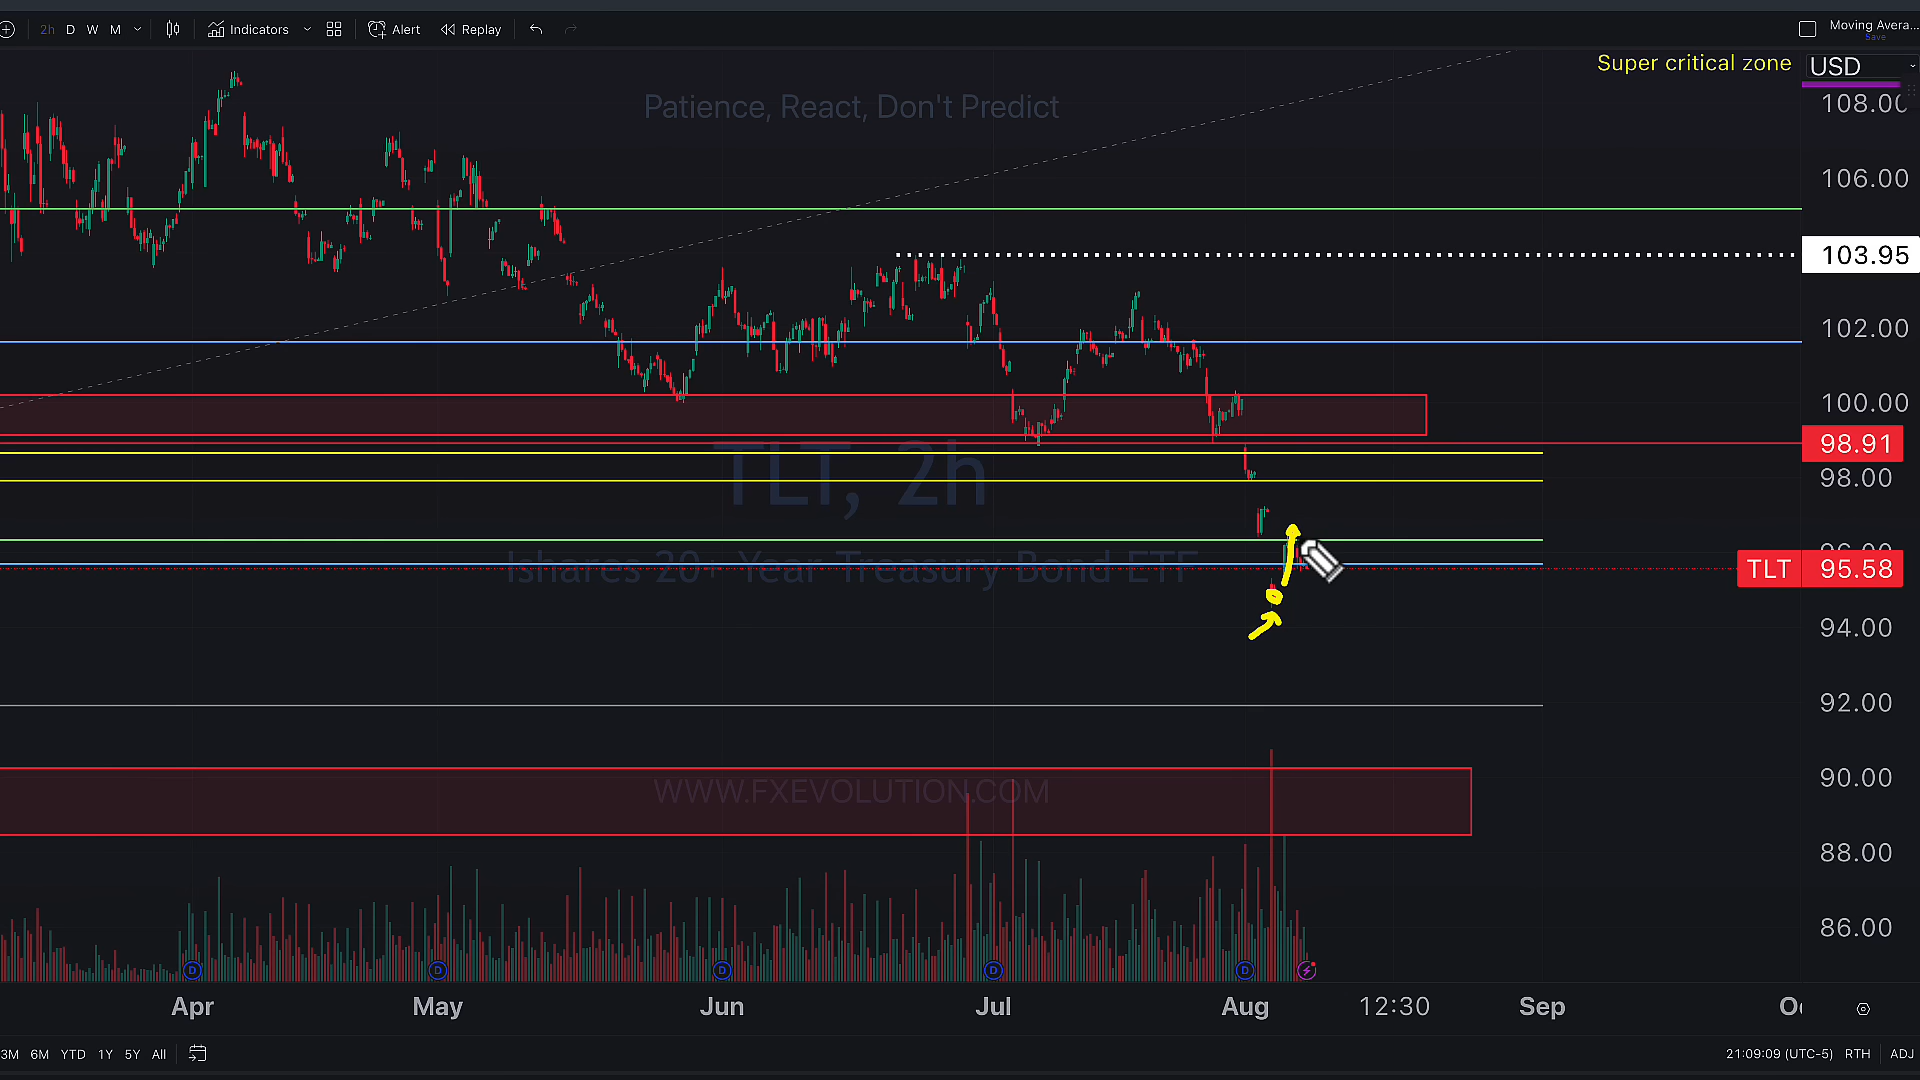 2h D W M Indicators Alert Replay Moving Avera...
Save
Super critical zone USD
Patience, React, Don't Predict
108.00
106.00
103.95
102.00
100.00
98.91
98.00
TLT, 2h
Ishares 20+ Year Treasury Bond ETF
96.00
TLT 95.58
94.00
92.00
90.00
WWW.FXEVOLUTION.COM
88.00
86.00
D D D D D
Apr May Jun Jul Aug 12:30 Sep
3M 6M YTD 1Y 5Y All 21:09:09 (UTC-5) RTH ADJ